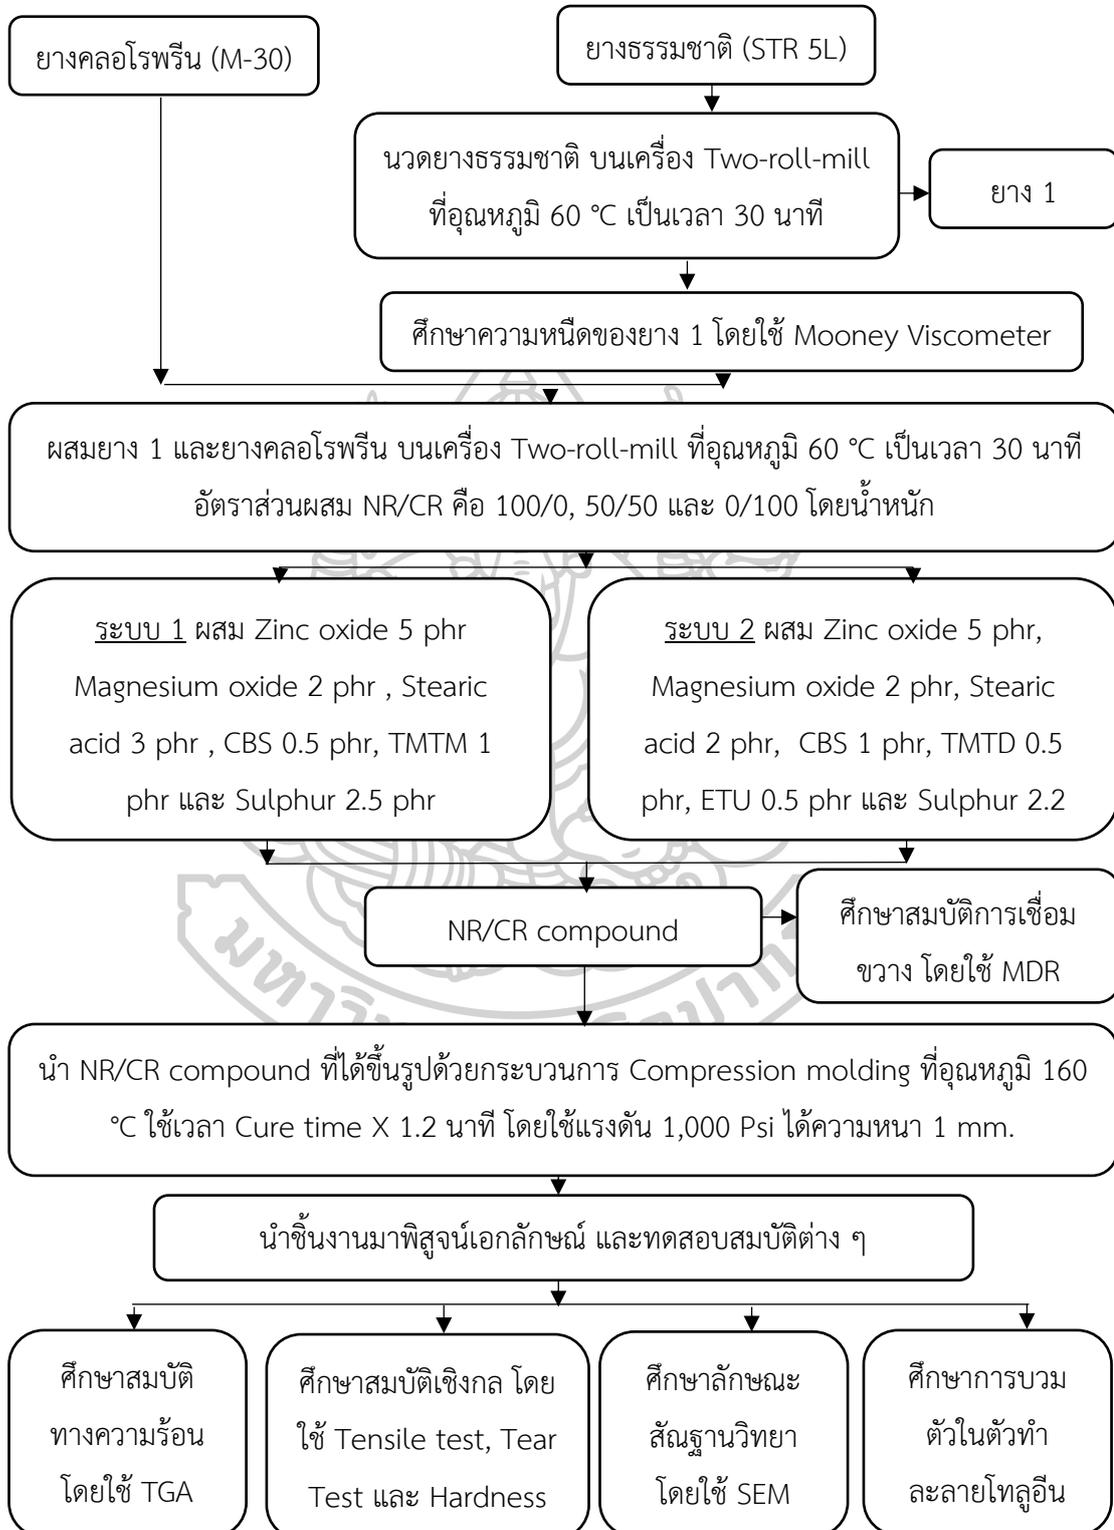 ยางคลอโรพรีน (M-30)
ยางธรรมชาติ (STR 5L)
นวดยางธรรมชาติ บนเครื่อง Two-roll-mill
ที่อุณหภูมิ 60 °C เป็นเวลา 30 นาที
ยาง 1
ศึกษาความหนืดของยาง 1 โดยใช้ Mooney Viscometer
ผสมยาง 1 และยางคลอโรพรีน บนเครื่อง Two-roll-mill ที่อุณหภูมิ 60 °C เป็นเวลา 30 นาที
อัตราส่วนผสม NR/CR คือ 100/0, 50/50 และ 0/100 โดยน้ำหนัก
ระบบ 1 ผสม Zinc oxide 5 phr
Magnesium oxide 2 phr , Stearic
acid 3 phr , CBS 0.5 phr, TMTM 1
phr และ Sulphur 2.5 phr
ระบบ 2 ผสม Zinc oxide 5 phr,
Magnesium oxide 2 phr, Stearic
acid 2 phr, CBS 1 phr, TMTD 0.5
phr, ETU 0.5 phr และ Sulphur 2.2
NR/CR compound
ศึกษาสมบัติการเชื่อม
ขวาง โดยใช้ MDR
นำ NR/CR compound ที่ได้ขึ้นรูปด้วยกระบวนการ Compression molding ที่อุณหภูมิ 160
°C ใช้เวลา Cure time X 1.2 นาที โดยใช้แรงดัน 1,000 Psi ได้ความหนา 1 mm.
นำชิ้นงานมาพิสูจน์เอกลักษณ์ และทดสอบสมบัติต่าง ๆ
ศึกษาสมบัติ
ทางความร้อน
โดยใช้ TGA
ศึกษาสมบัติเชิงกล โดย
ใช้ Tensile test, Tear
Test และ Hardness
ศึกษาลักษณะ
สัณฐานวิทยา
โดยใช้ SEM
ศึกษาการบวม
ตัวในตัวทำ
ละลายโทลูอีน